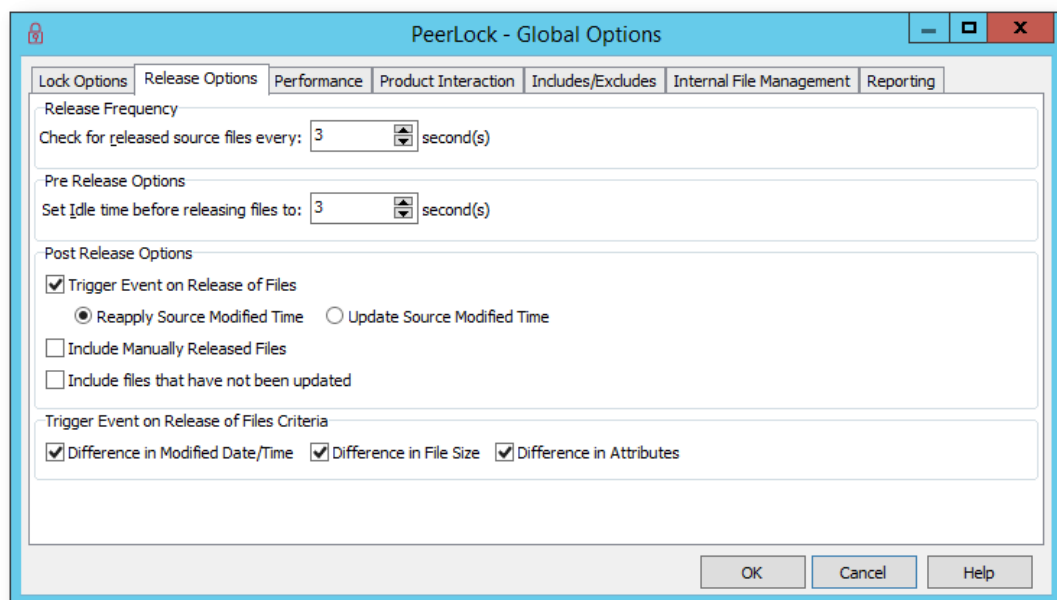 PeerLock - Global Options
Lock Options Release Options Performance Product Interaction Includes/Excludes Internal File Management Reporting
Release Frequency
Check for released source files every: 3 second(s)
Pre Release Options
Set Idle time before releasing files to: 3 second(s)
Post Release Options
Trigger Event on Release of Files
Reapply Source Modified Time Update Source Modified Time
Include Manually Released Files
Include files that have not been updated
Trigger Event on Release of Files Criteria
Difference in Modified Date/Time Difference in File Size Difference in Attributes
OK Cancel Help